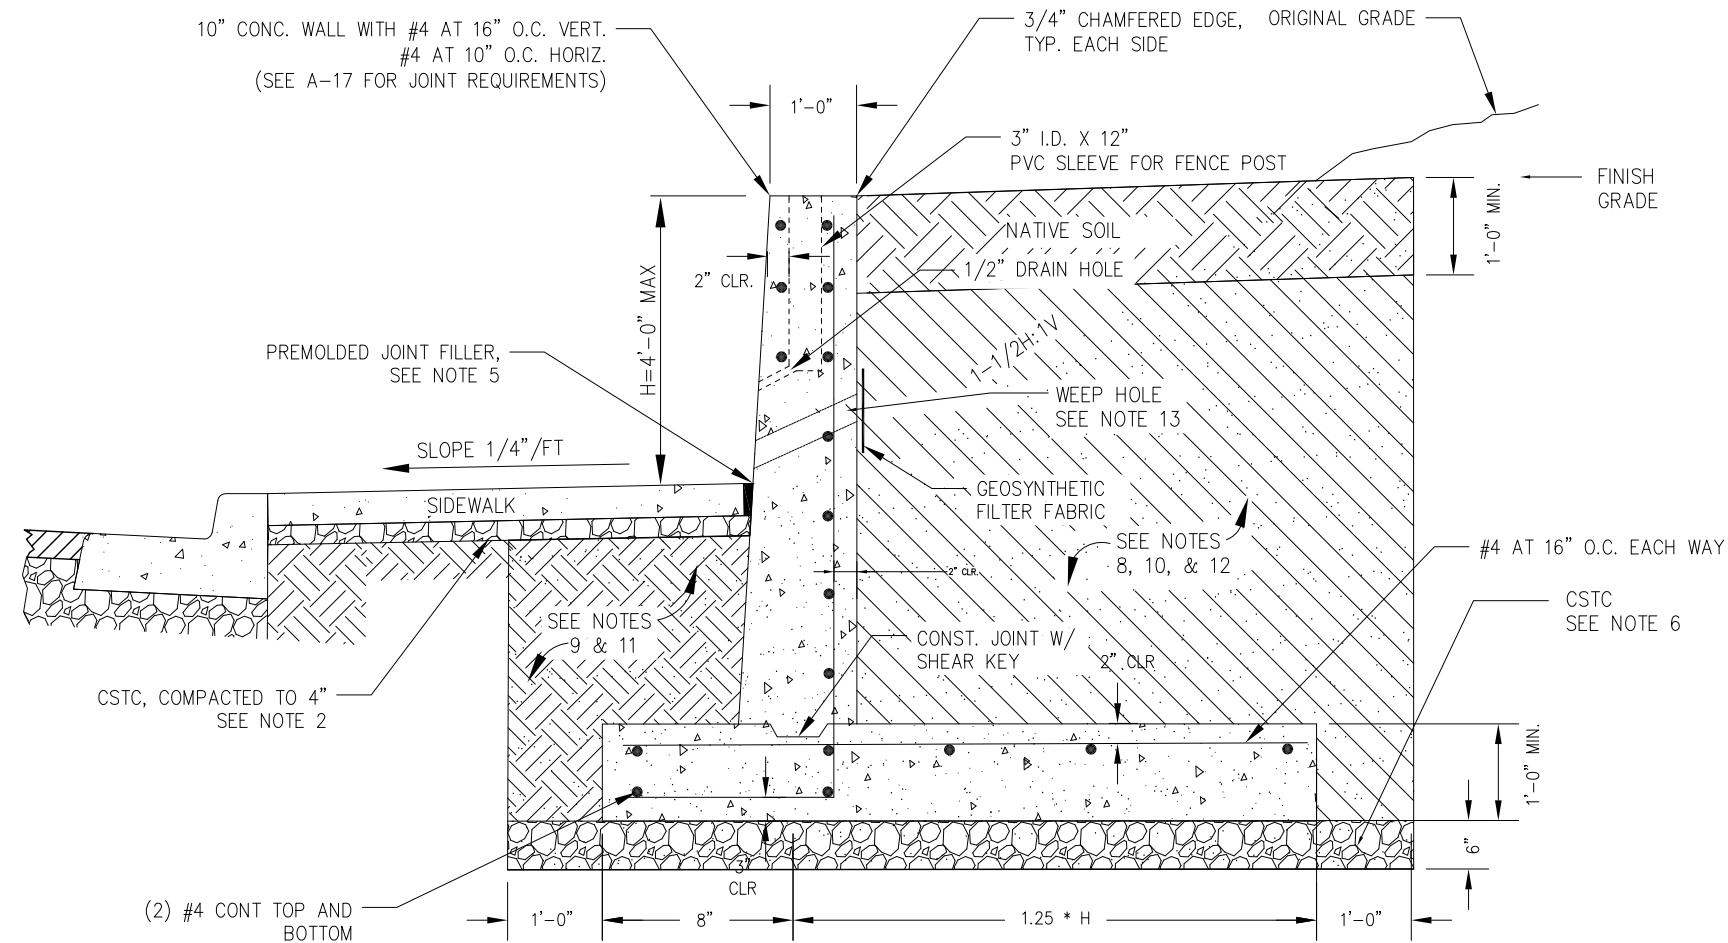 10" CONC. WALL WITH #4 AT 16" O.C. VERT.
#4 AT 10" O.C. HORIZ.
(SEE A-17 FOR JOINT REQUIREMENTS)
3/4" CHAMFERED EDGE,
TYP. EACH SIDE
ORIGINAL GRADE
1'-0"
3" I.D. X 12"
PVC SLEEVE FOR FENCE POST
FINISH
GRADE
1'-0" MIN.
NATIVE SOIL
1/2" DRAIN HOLE
2" CLR.
H=4'-0" MAX
PREMOLDED JOINT FILLER,
SEE NOTE 5
1-1/2H:1V
WEEP HOLE
SEE NOTE 13
SLOPE 1/4"/FT
SIDEWALK
GEOSYNTHETIC
FILTER FABRIC
SEE NOTES
8, 10, & 12
#4 AT 16" O.C. EACH WAY
2" CLR.
CSTC
SEE NOTE 6
SEE NOTES
9 & 11
CONST. JOINT W/
SHEAR KEY
2" CLR
CSTC, COMPACTED TO 4"
SEE NOTE 2
1'-0" MIN.
6"
3"
CLR
(2) #4 CONT TOP AND
BOTTOM
1'-0"
8"
1.25 * H
1'-0"